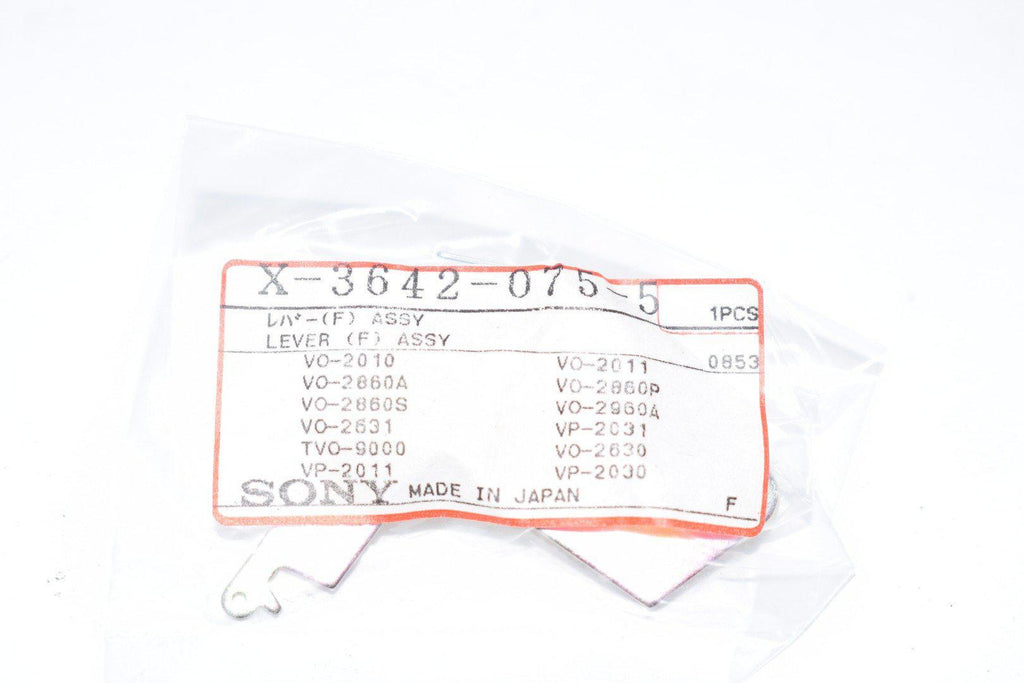 X-3642-075-5
1PCS
ﾚﾊﾞｰ(F) ASSY
LEVER (F) ASSY
VO-2010 VO-2011 0853
VO-2860A VO-2860P
VO-2860S VO-2960A
VO-2631 VP-2031
TVO-9000 VO-2630
VP-2011 VP-2030
SONY MADE IN JAPAN F